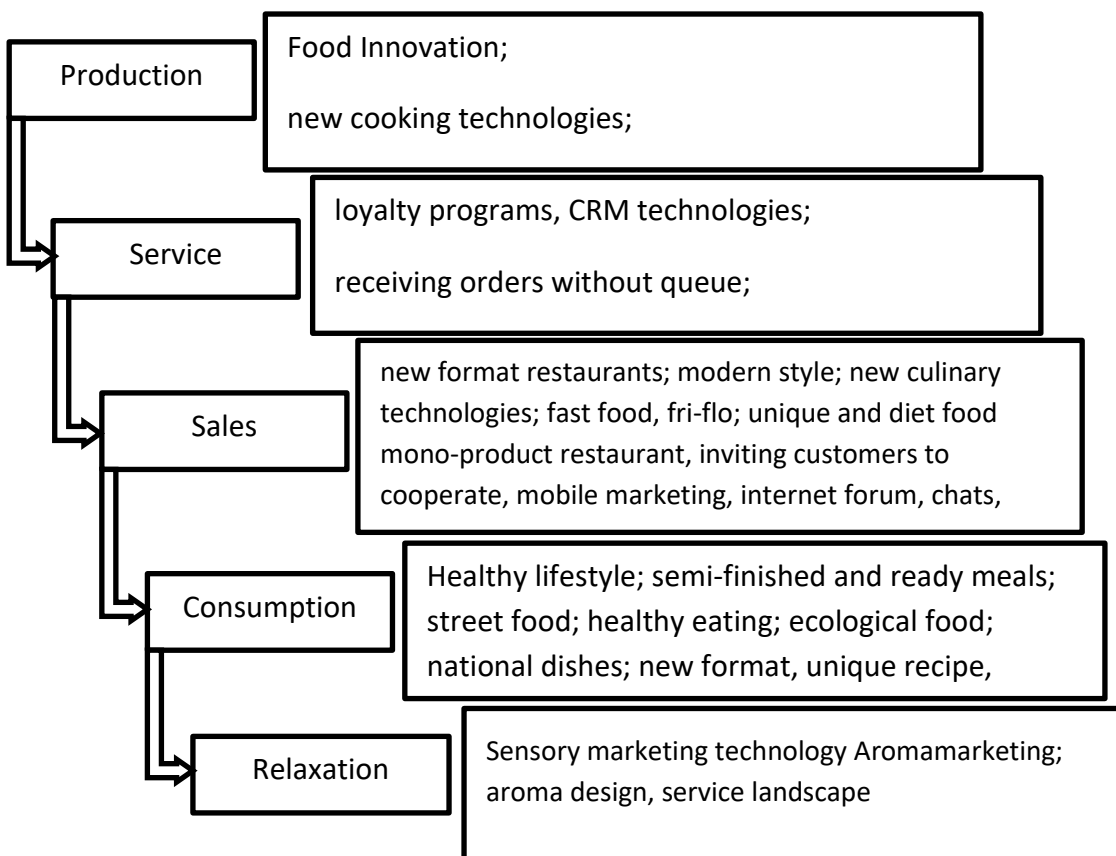 Production
Food Innovation;
new cooking technologies;
Service
loyalty programs, CRM technologies;
receiving orders without queue;
Sales
new format restaurants; modern style; new culinary
technologies; fast food, fri-flo; unique and diet food
mono-product restaurant, inviting customers to
cooperate, mobile marketing, internet forum, chats,
Consumption
Healthy lifestyle; semi-finished and ready meals;
street food; healthy eating; ecological food;
national dishes; new format, unique recipe,
Relaxation
Sensory marketing technology Aromamarketing;
aroma design, service landscape